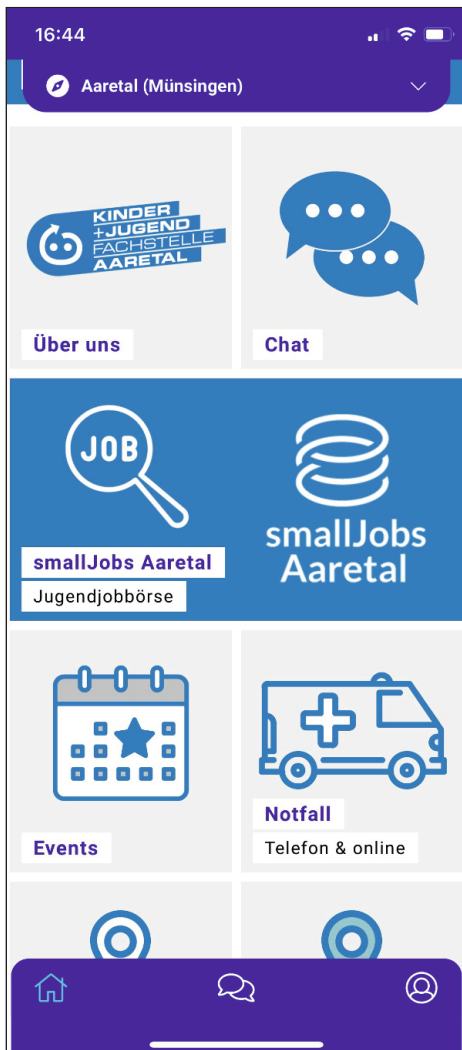 16:44
Aaretal (Münsingen)
KINDER
+JUGEND
FACHSTELLE
AARETAL
Über uns
Chat
JOB
smallJobs Aaretal
Jugendjobbörse
smallJobs
Aaretal
Events
Notfall
Telefon & online